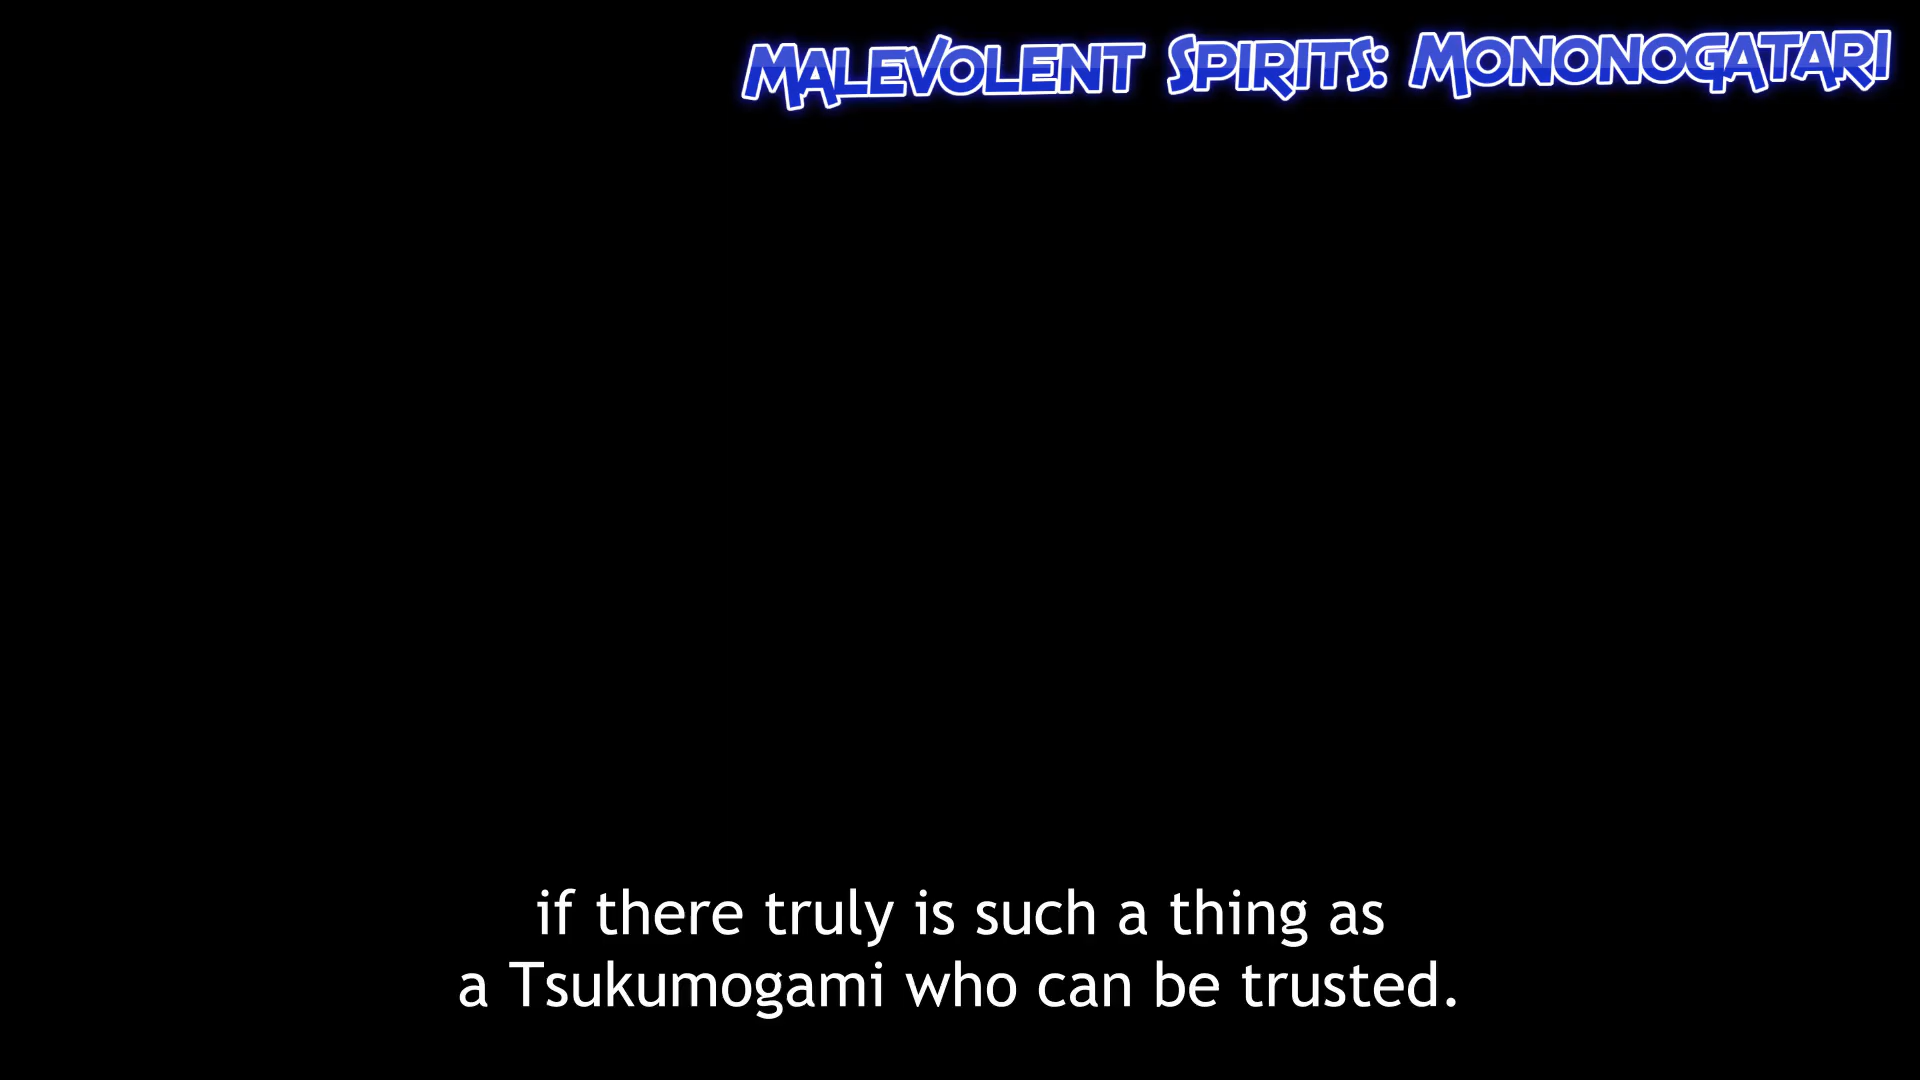 Malevolent Spirits: Mononogatari
if there truly is such a thing as
a Tsukumogami who can be trusted.